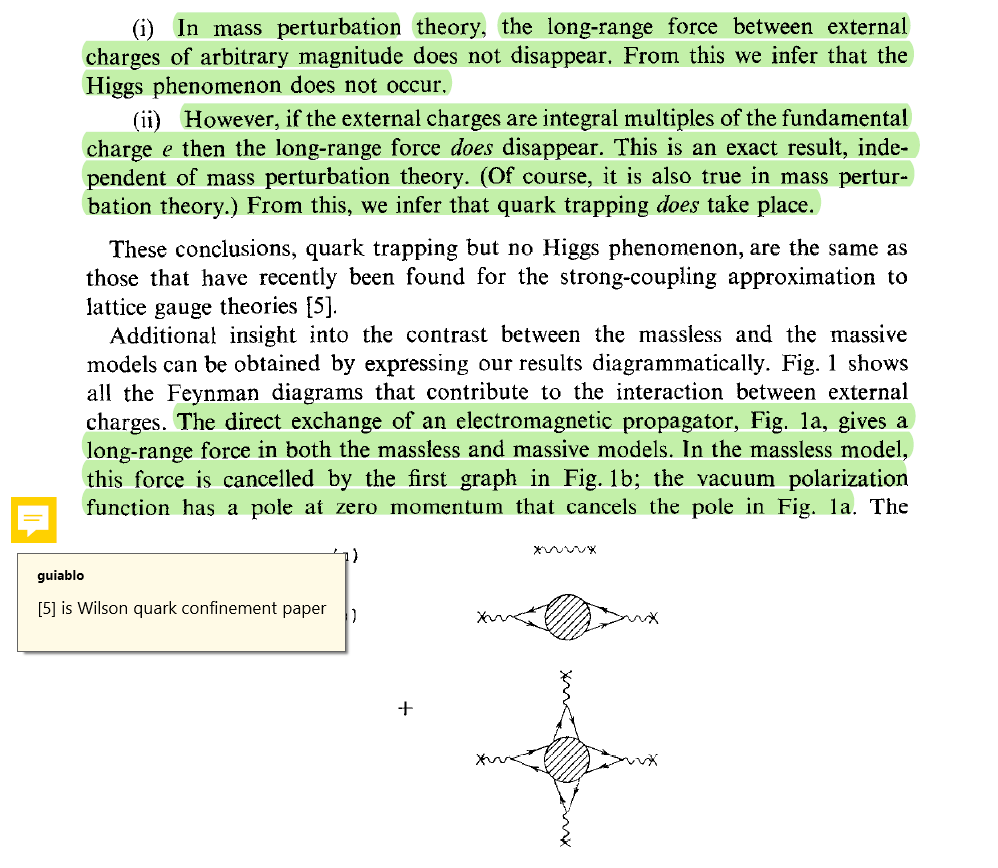 (i) In mass perturbation theory, the long-range force between external
charges of arbitrary magnitude does not disappear. From this we infer that the
Higgs phenomenon does not occur.
(ii) However, if the external charges are integral multiples of the fundamental
charge e then the long-range force does disappear. This is an exact result, inde-
pendent of mass perturbation theory. (Of course, it is also true in mass pertur-
bation theory.) From this, we infer that quark trapping does take place.
These conclusions, quark trapping but no Higgs phenomenon, are the same as
those that have recently been found for the strong-coupling approximation to
lattice gauge theories [5].
Additional insight into the contrast between the massless and the massive
models can be obtained by expressing our results diagrammatically. Fig. 1 shows
all the Feynman diagrams that contribute to the interaction between external
charges. The direct exchange of an electromagnetic propagator, Fig. 1a, gives a
long-range force in both the massless and massive models. In the massless model,
this force is cancelled by the first graph in Fig. 1b; the vacuum polarization
function has a pole at zero momentum that cancels the pole in Fig. 1a. The
guiablo
[5] is Wilson quark confinement paper
+